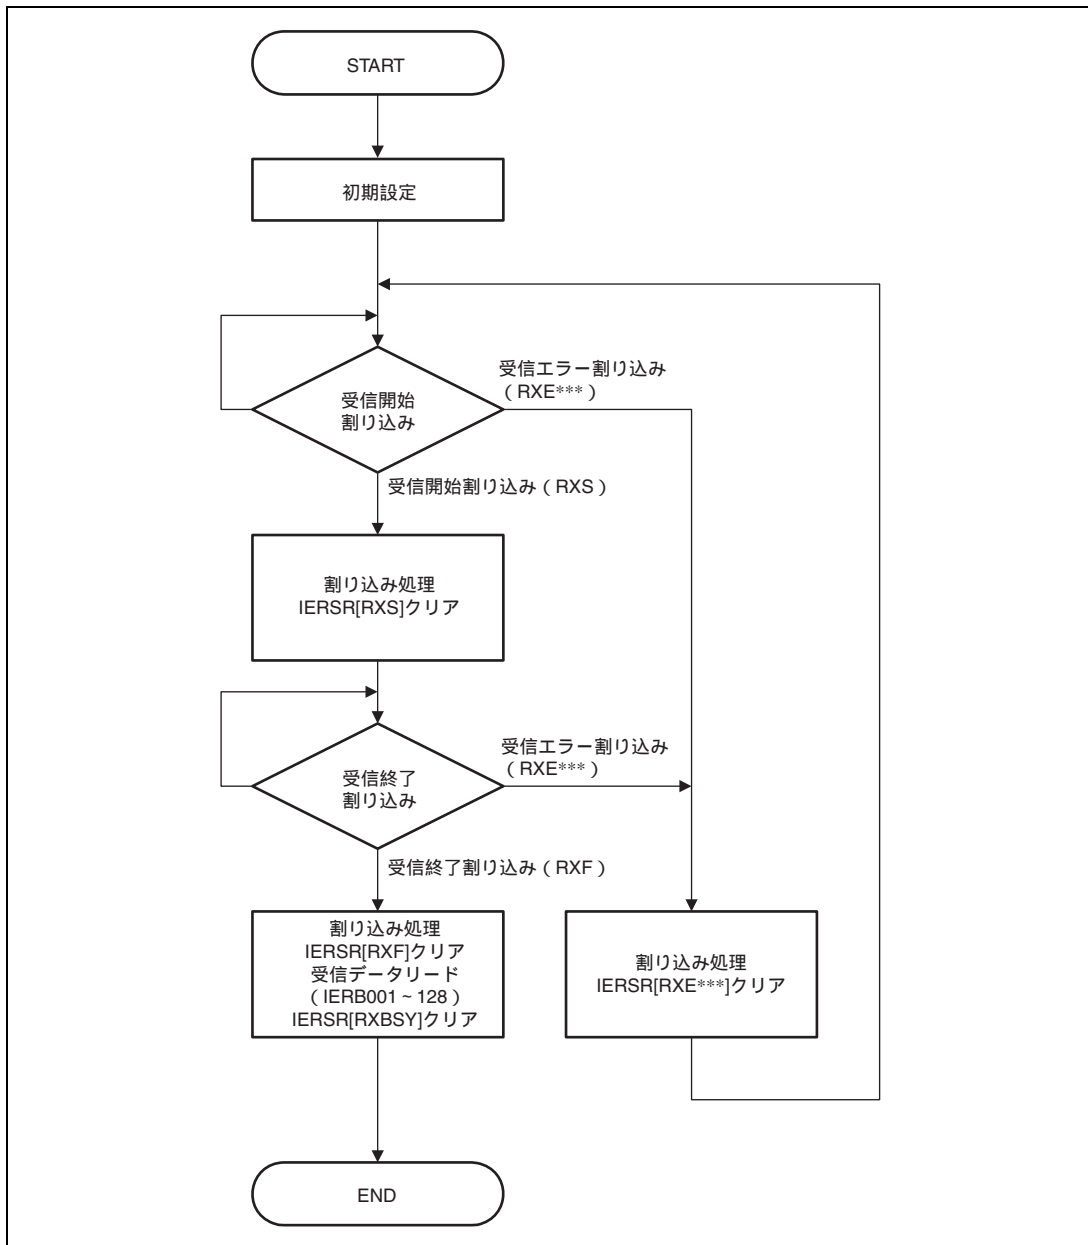 START
初期設定
受信エラー割り込み
( RXE*** )
受信開始
割り込み
受信開始割り込み ( RXS )
割り込み処理
IERSR[RXS]クリア
受信エラー割り込み
( RXE*** )
受信終了
割り込み
受信終了割り込み ( RXF )
割り込み処理
IERSR[RXF]クリア
受信データリード
( IERB001 ~ 128 )
IERSR[RXBSY]クリア
割り込み処理
IERSR[RXE***]クリア
END